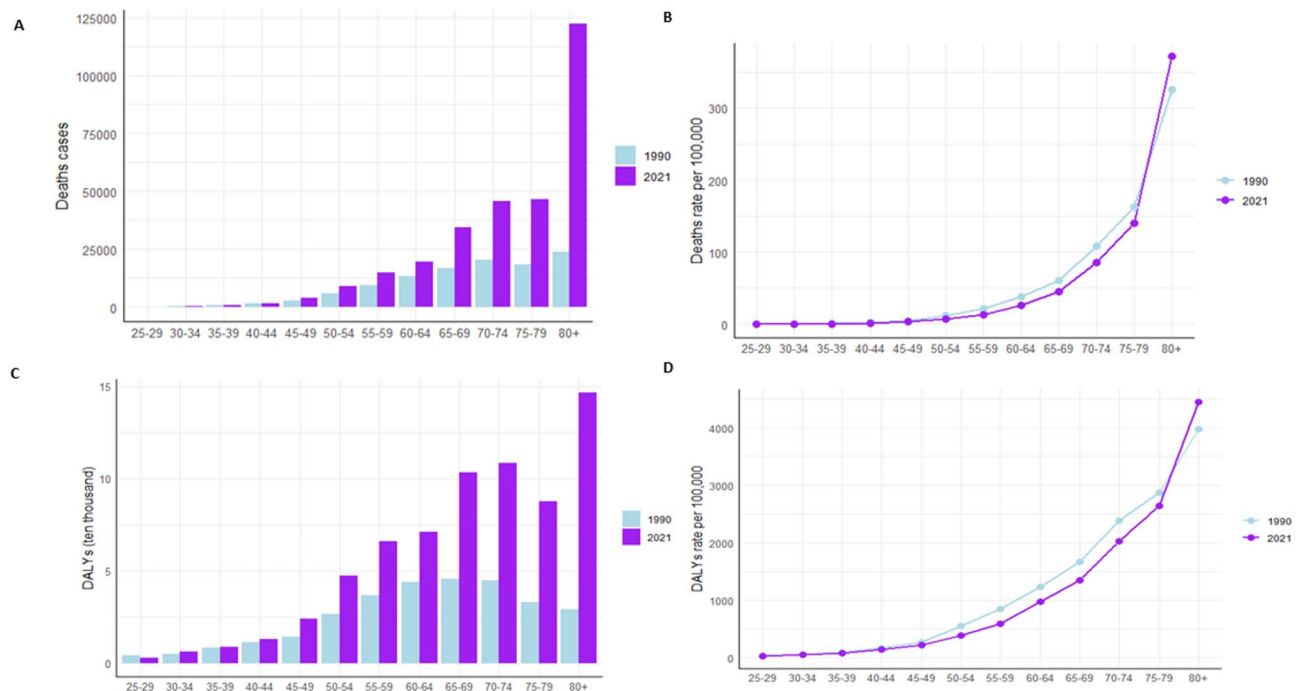 A
Deaths cases
125000
100000
75000
50000
25000
0
25-29 30-34 35-39 40-44 45-49 50-54 55-59 60-64 65-69 70-74 75-79 80+
1990
2021
B
Deaths rate per 100,000
300
200
100
0
25-29 30-34 35-39 40-44 45-49 50-54 55-59 60-64 65-69 70-74 75-79 80+
1990
2021
C
DALYs (ten thousand)
15
10
5
0
25-29 30-34 35-39 40-44 45-49 50-54 55-59 60-64 65-69 70-74 75-79 80+
1990
2021
D
DALYs rate per 100,000
4000
3000
2000
1000
0
25-29 30-34 35-39 40-44 45-49 50-54 55-59 60-64 65-69 70-74 75-79 80+
1990
2021